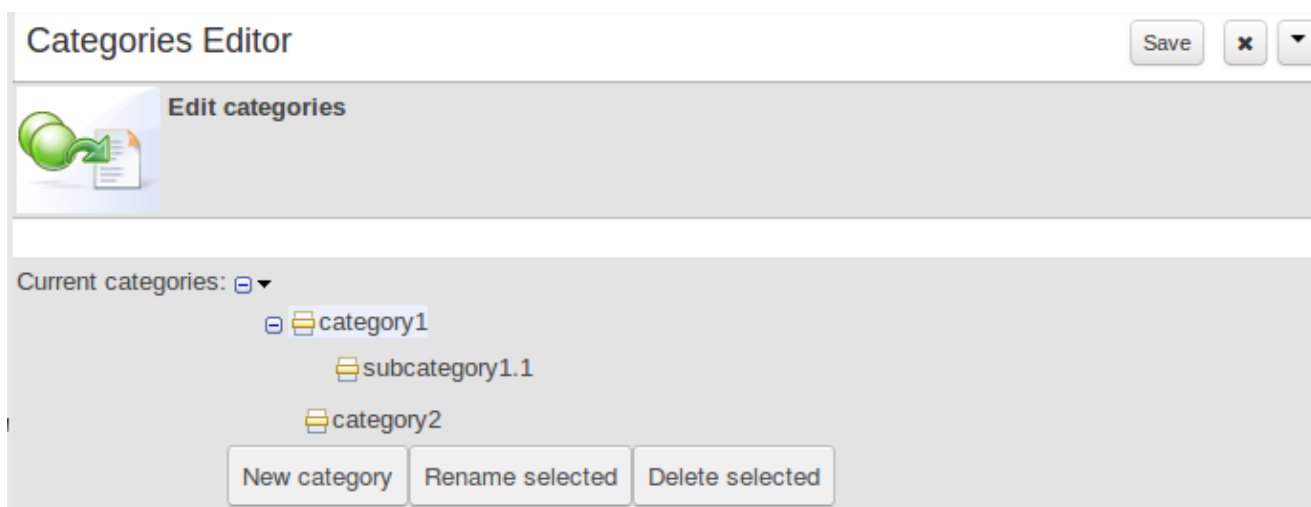 Categories Editor
Save
Edit categories
Current categories:
category1
subcategory1.1
category2
New category
Rename selected
Delete selected